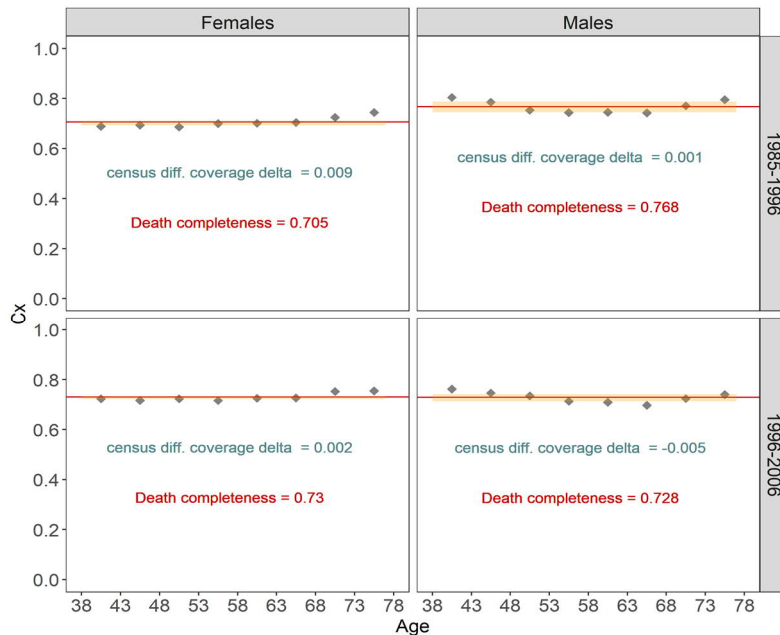 Females
Males
1.0
0.8
0.6
0.4
0.2
0.0
census diff. coverage delta = 0.009
Death completeness = 0.705
census diff. coverage delta = 0.001
Death completeness = 0.768
1985-1996
Cx
1.0
0.8
0.6
0.4
0.2
0.0
census diff. coverage delta = 0.002
Death completeness = 0.73
census diff. coverage delta = -0.005
Death completeness = 0.728
1996-2006
38 43 48 53 58 63 68 73 78
38 43 48 53 58 63 68 73 78
Age